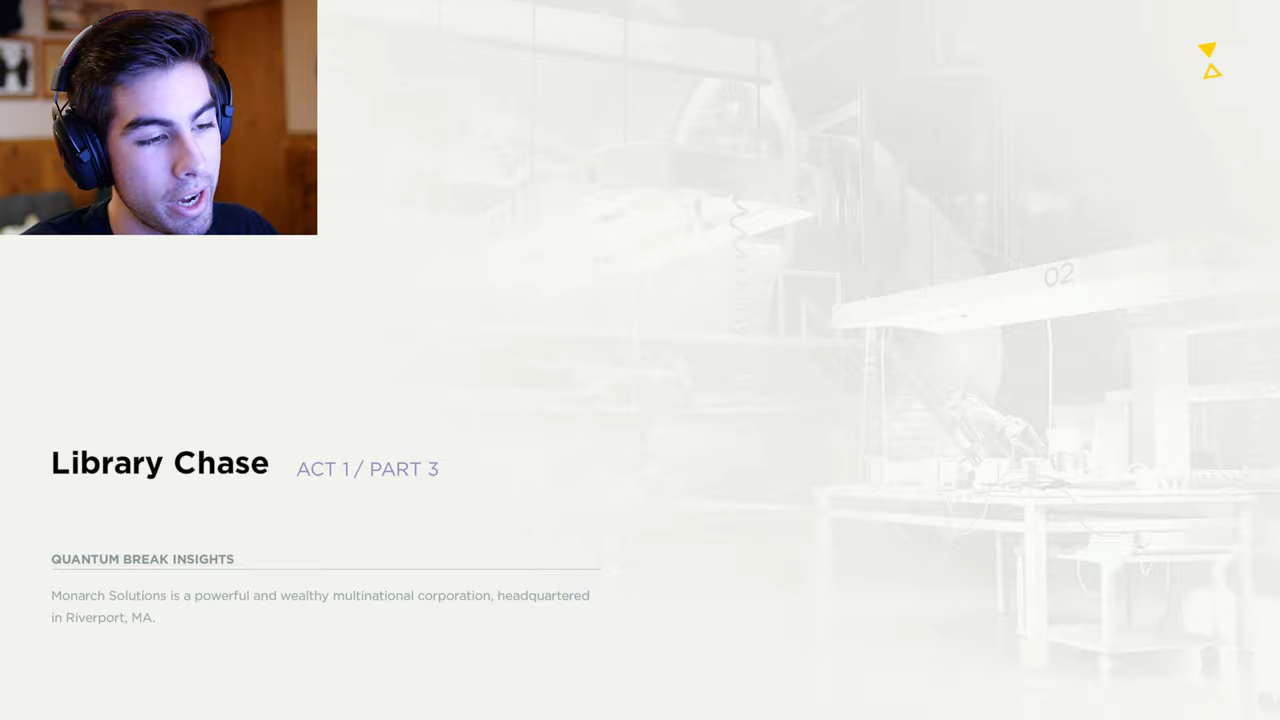 02
Library Chase ACT 1 / PART 3
QUANTUM BREAK INSIGHTS
Monarch Solutions is a powerful and wealthy multinational corporation, headquartered
in Riverport, MA.